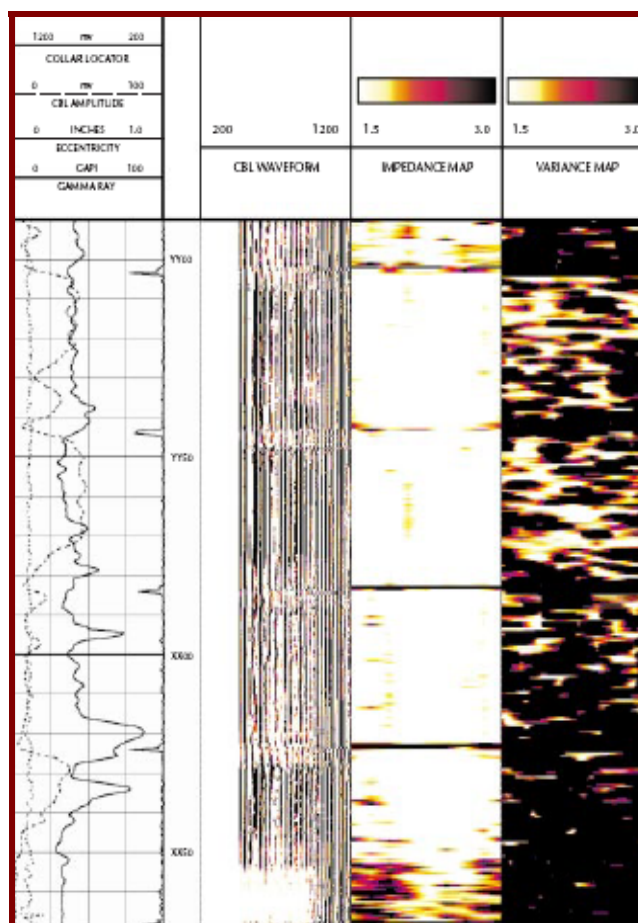 1200 mv 200
COLLAR LOCATOR
0 mv 100
CBL AMPLITUDE
0 INCHES 1.0
ECCENTRICITY
0 GAPI 100
GAMMA RAY
200 1200
CBL WAVEFORM
1.5 3.0
IMPEDANCE MAP
1.5 3.0
VARIANCE MAP
YY00
YY50
XX00
XX50